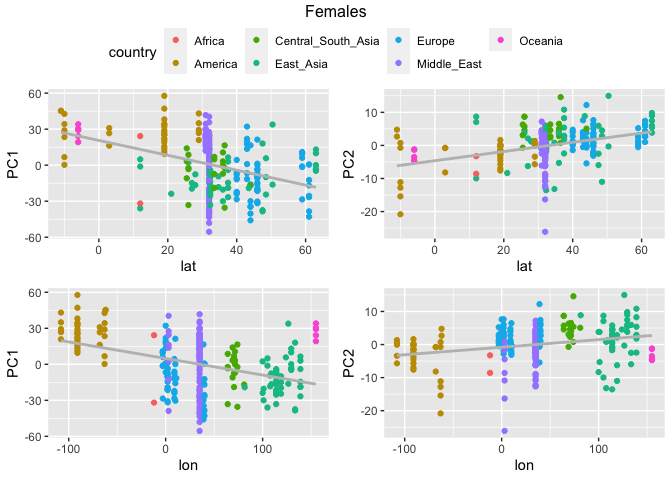 Females
country
Africa
Central_South_Asia
Europe
Oceania
America
East_Asia
Middle_East
60
30
0
-30
-60
PC1
0 20 40 60
lat
10
0
-10
-20
PC2
0 20 40 60
lat
60
30
0
-30
-60
PC1
-100 0 100
lon
10
0
-10
-20
PC2
-100 0 100
lon